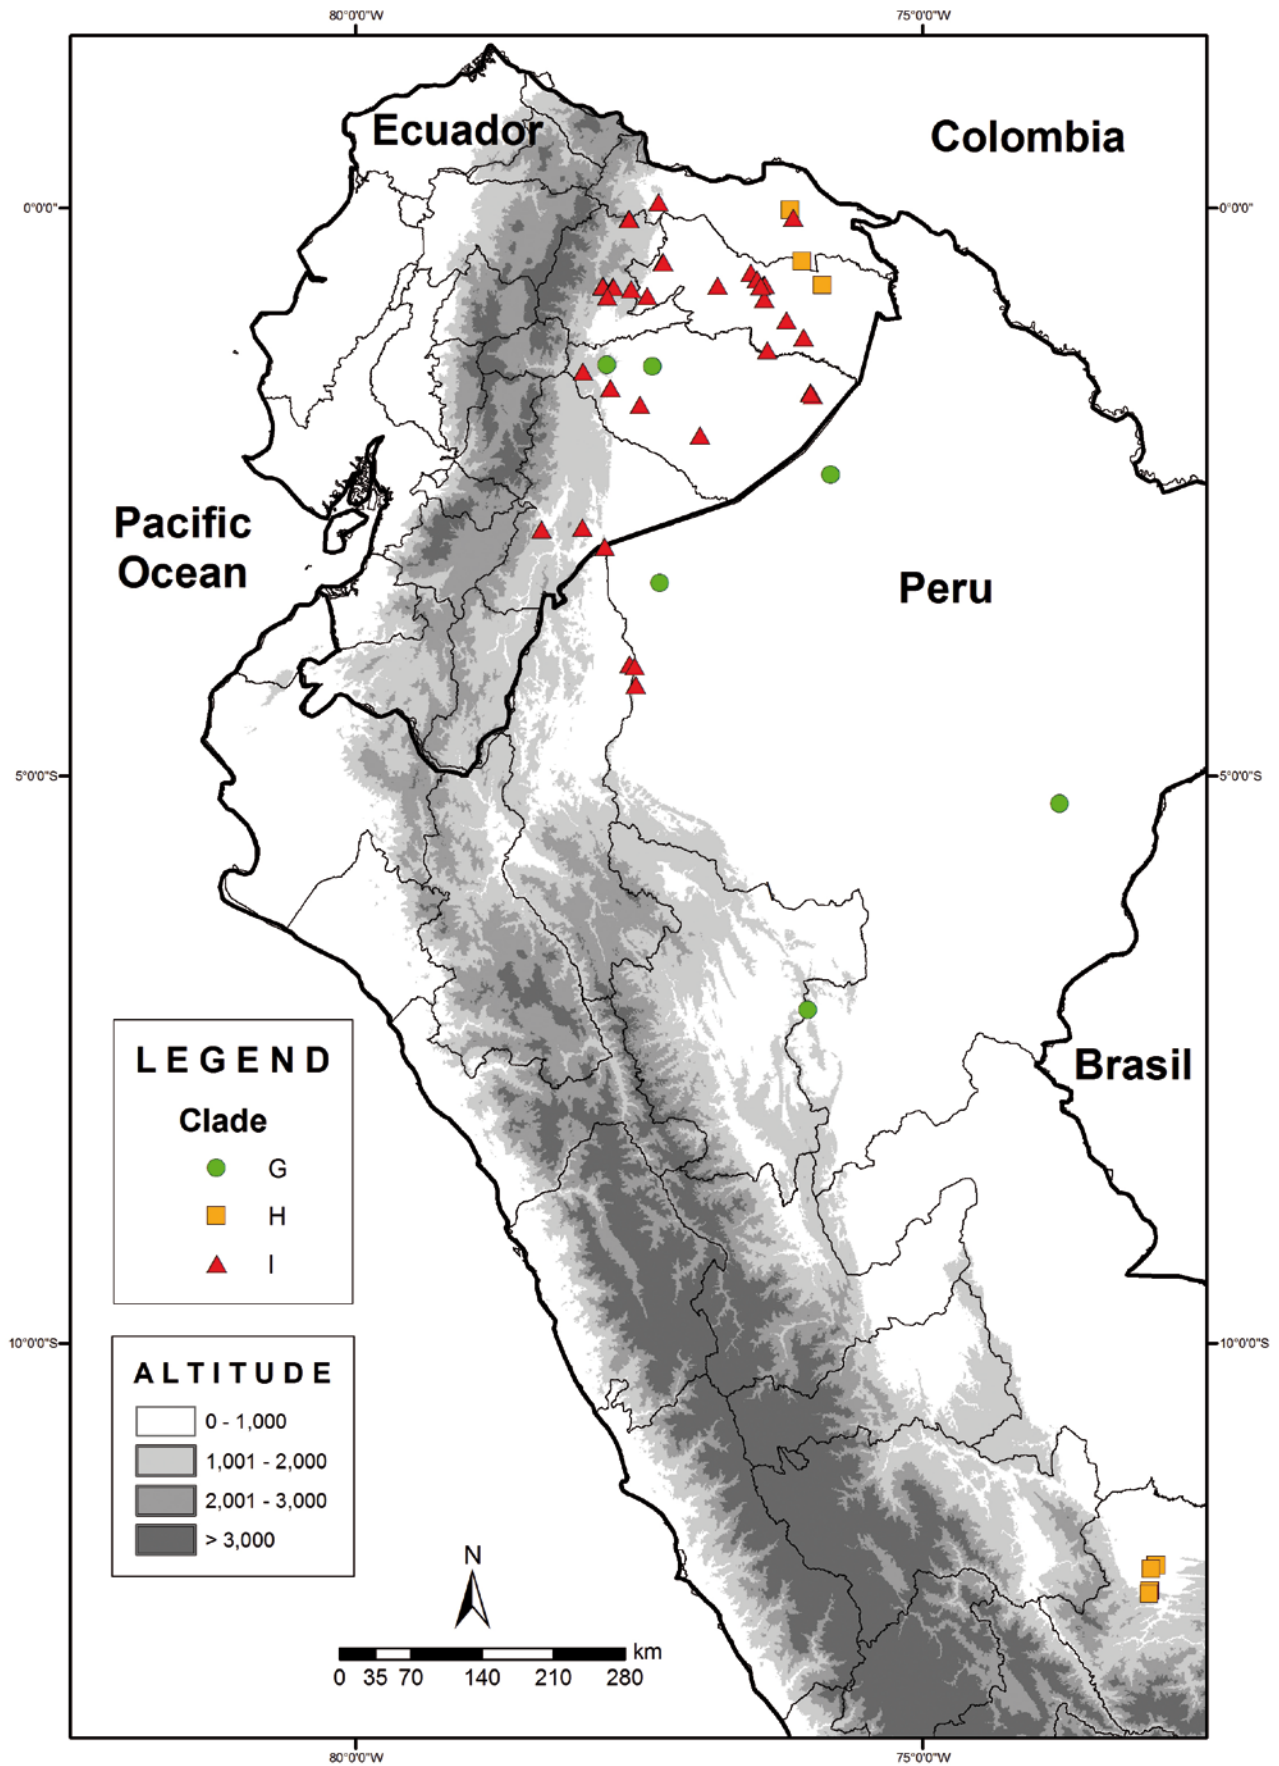 80°0'0"W 75°0'0"W
Ecuador
Colombia
0°0'0" 0°0'0"
Pacific
Ocean
Peru
5°0'0"S 5°0'0"S
Brasil
LEGEND
Clade
G
H
I
10°0'0"S 10°0'0"S
ALTITUDE
0 - 1,000
1,001 - 2,000
2,001 - 3,000
> 3,000
N
km
0 35 70 140 210 280
80°0'0"W 75°0'0"W